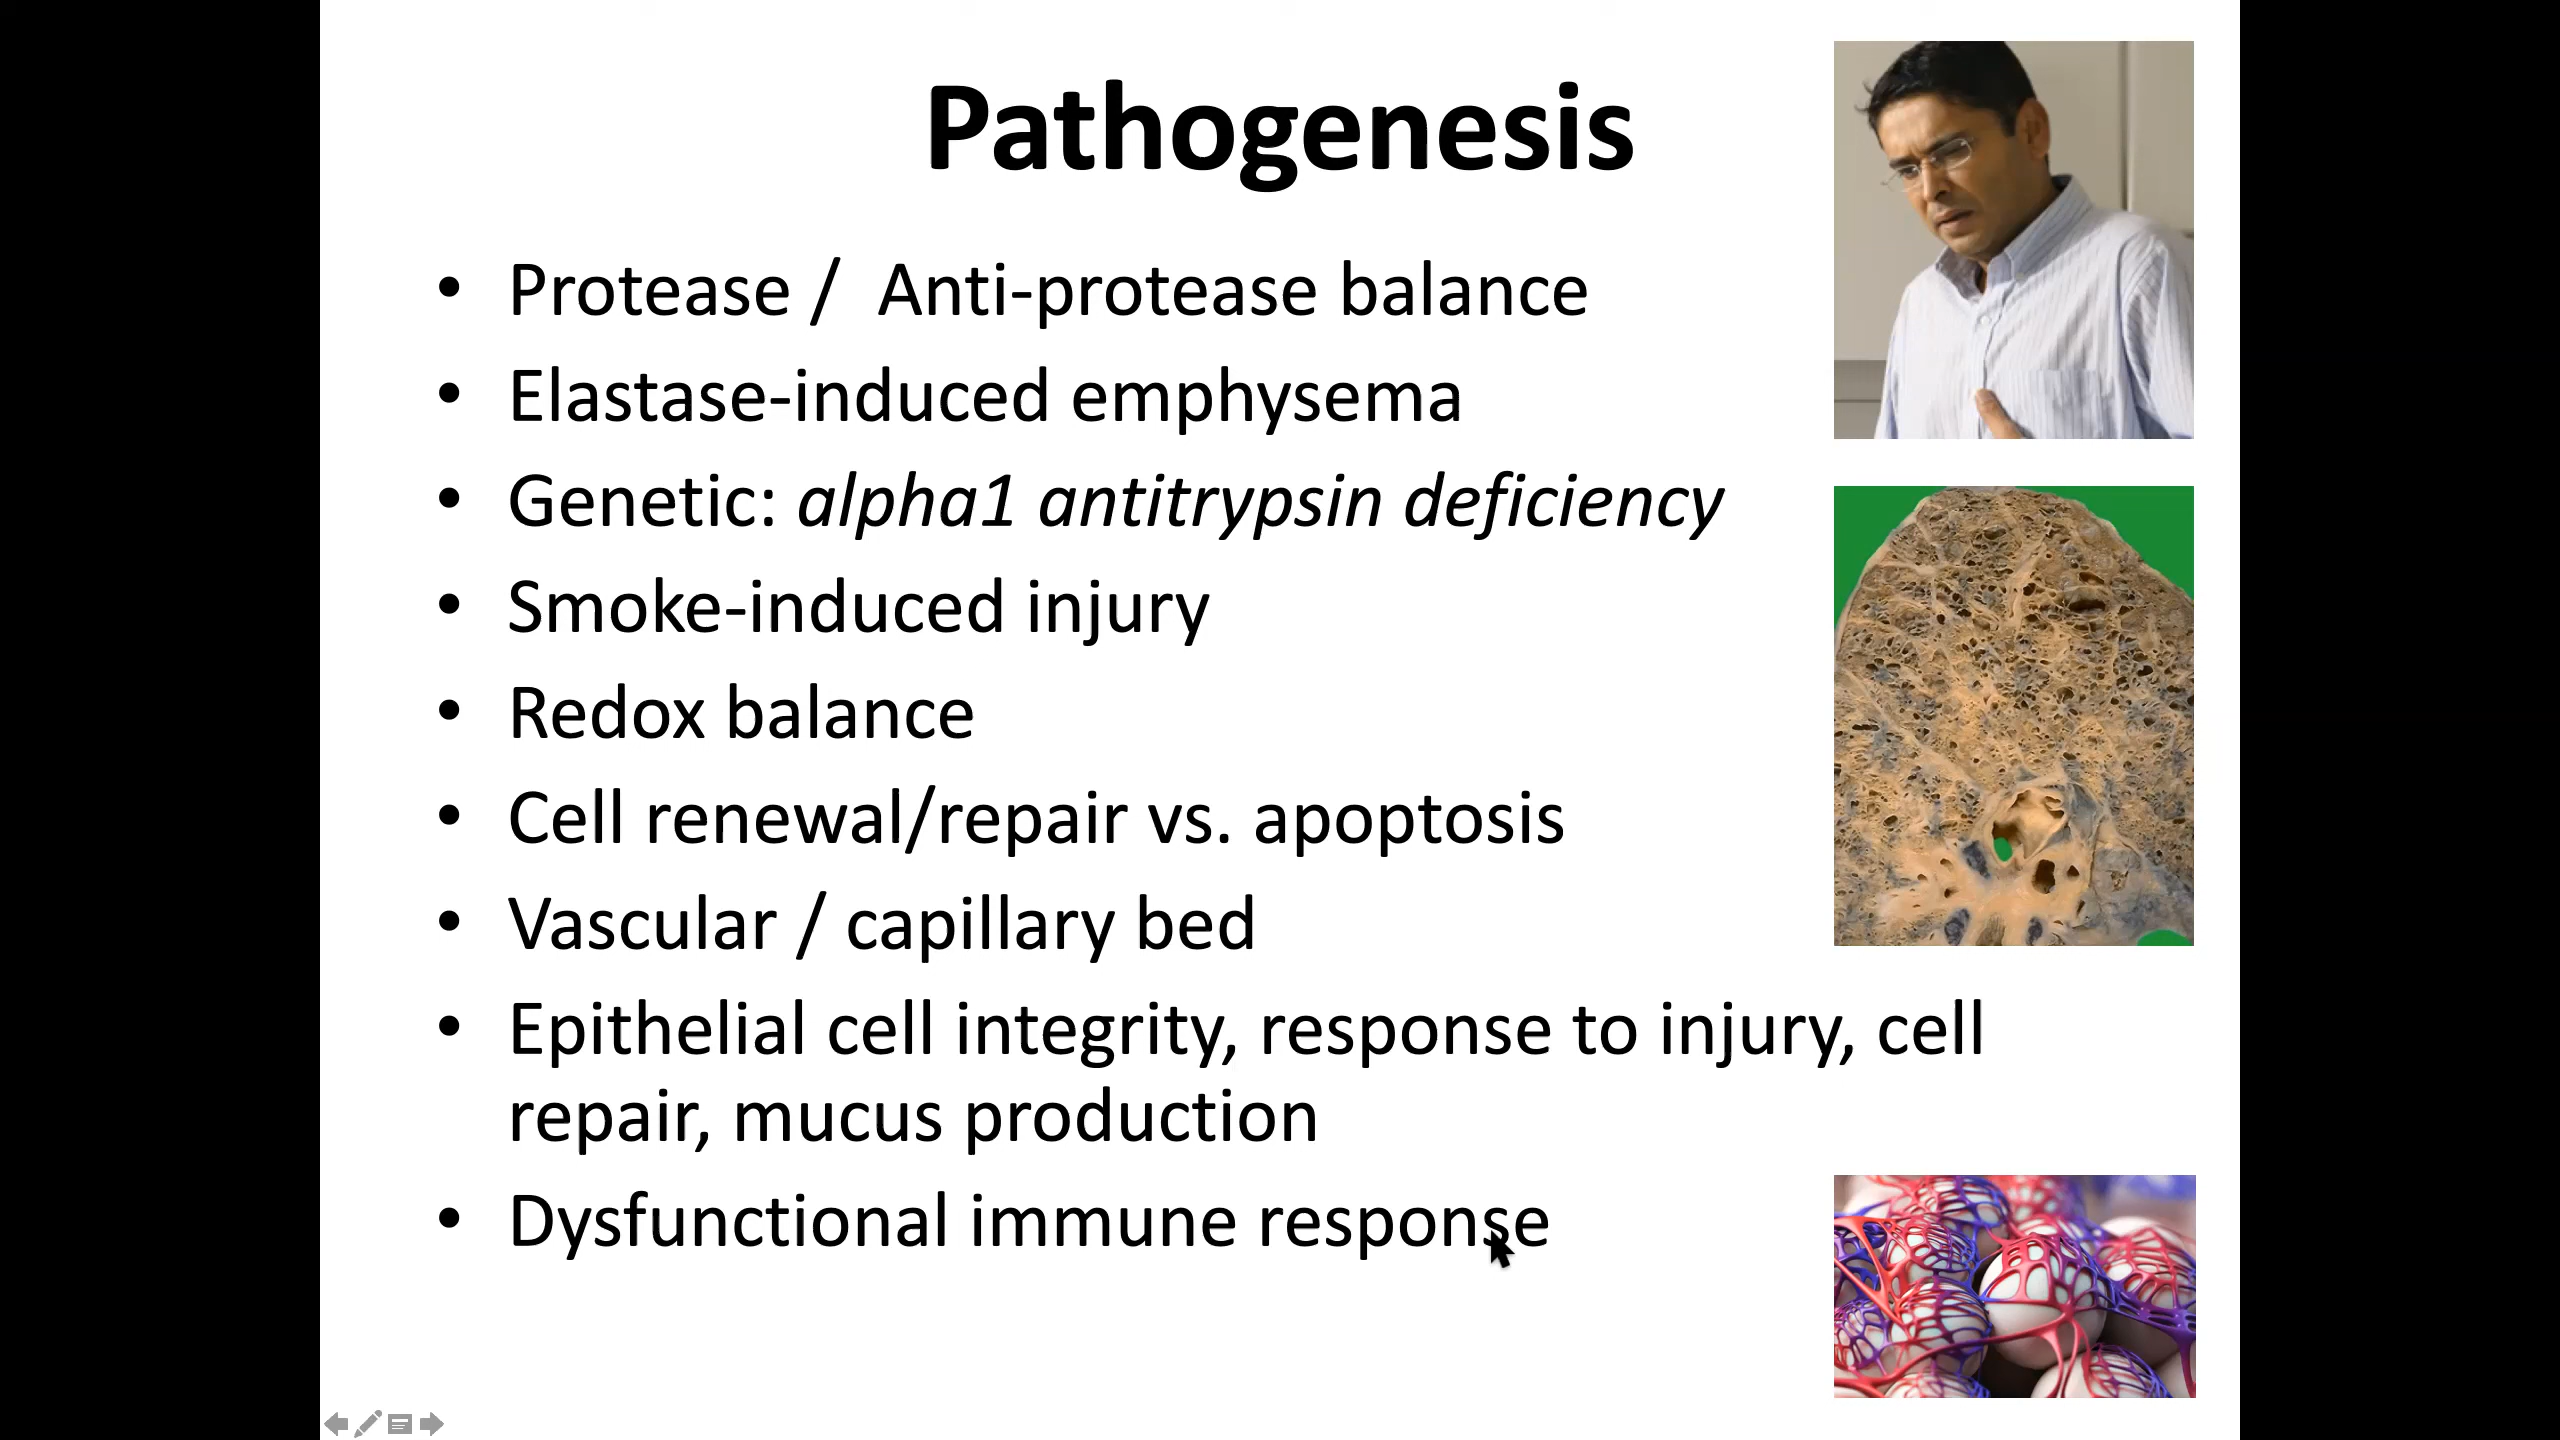 Pathogenesis
• Protease /  Anti-protease balance
• Elastase-induced emphysema
• Genetic: alpha1 antitrypsin deficiency
• Smoke-induced injury
• Redox balance
• Cell renewal/repair vs. apoptosis
• Vascular / capillary bed
• Epithelial cell integrity, response to injury, cell
repair, mucus production
• Dysfunctional immune response